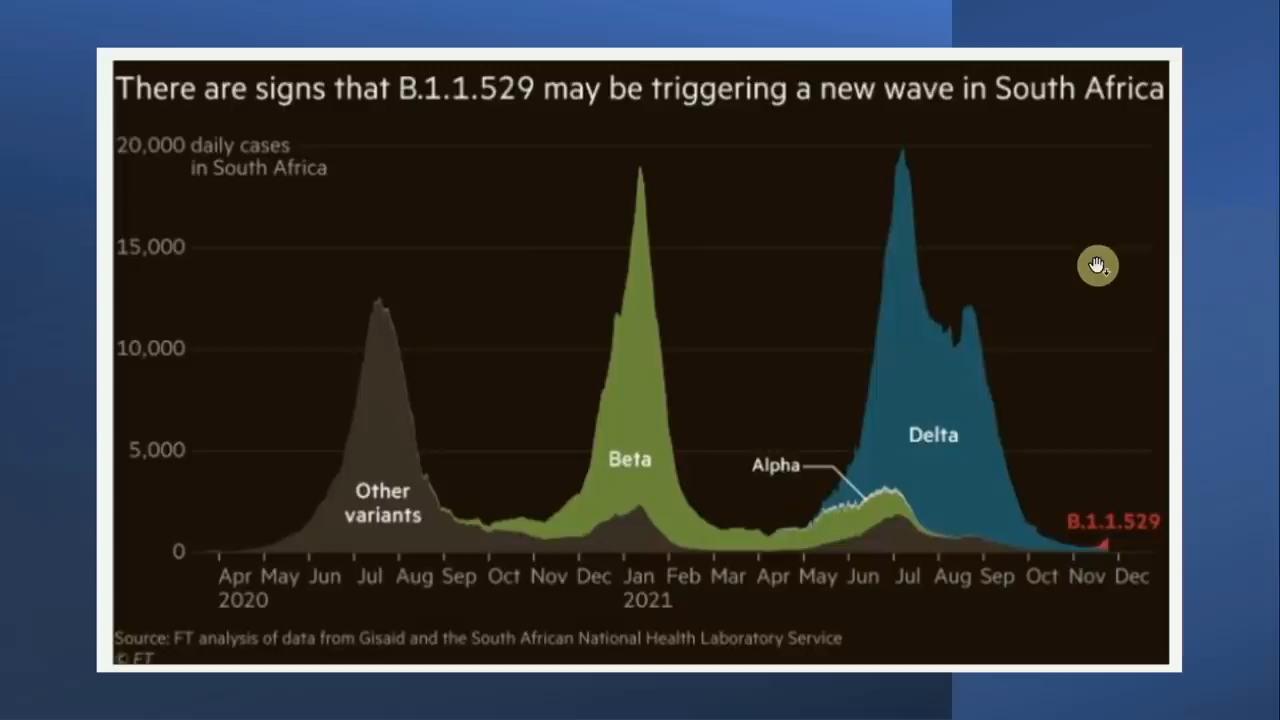 There are signs that B.1.1.529 may be triggering a new wave in South Africa
20,000 daily cases
in South Africa
15,000
10,000
5,000
0
Other
variants
Beta
Alpha
Delta
B.1.1.529
Apr May Jun Jul Aug Sep Oct Nov Dec Jan Feb Mar Apr May Jun Jul Aug Sep Oct Nov Dec
2020 2021
Source: FT analysis of data from Gisaid and the South African National Health Laboratory Service
© FT